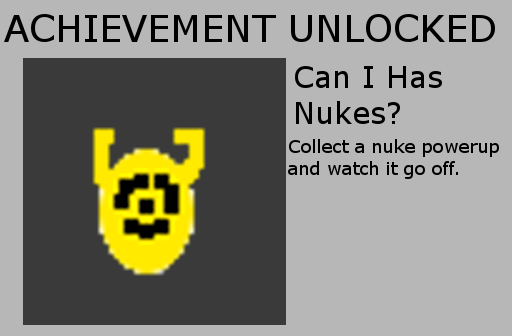 ACHIEVEMENT UNLOCKED
Can I Has
Nukes?
Collect a nuke powerup
and watch it go off.